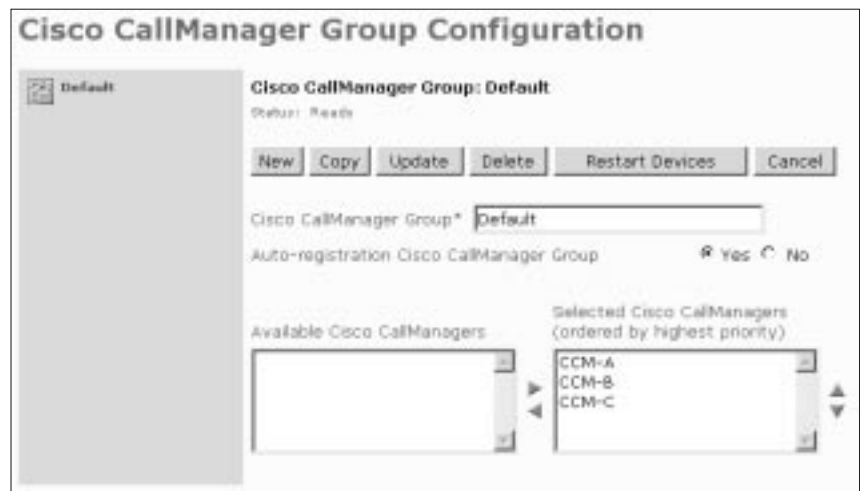 Cisco CallManager Group Configuration
Default
Cisco CallManager Group: Default
Status: Ready
New Copy Update Delete Restart Devices Cancel
Cisco CallManager Group* Default
Auto-registration Cisco CallManager Group Yes No
Available Cisco CallManagers
Selected Cisco CallManagers
(ordered by highest priority)
CCM-A
CCM-B
CCM-C